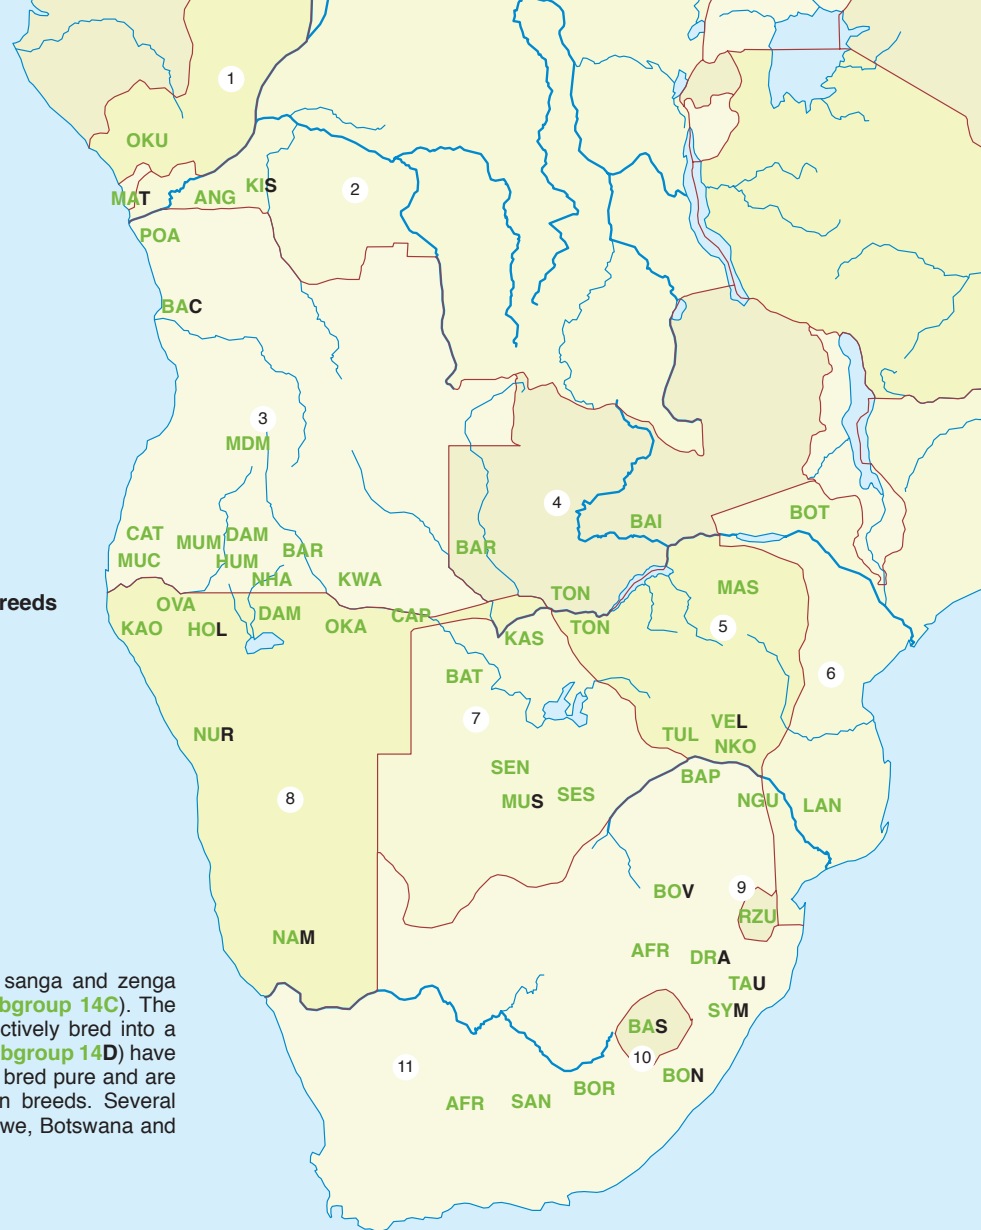 1
OKU
KIS
2
MAT
ANG
POA
BAC
3
MDM
4
BAI
BOT
CAT
MUM
DAM
BAR
BAR
MUC
HUM
NHA
KWA
MAS
TON
reeds
OVA
DAM
CAP
KAO
HOL
OKA
KAS
TON
5
6
BAT
7
NUR
TUL
VEL
NKO
SEN
BAP
8
MUS
SES
NGU
LAN
BOV
9
RZU
NAM
AFR
DRA
TAU
SYM
BAS
10
11
BON
BOR
AFR
SAN
sanga and zenga
bgroup 14C). The
ctively bred into a
bgroup 14D) have
bred pure and are
n breeds. Several
we, Botswana and